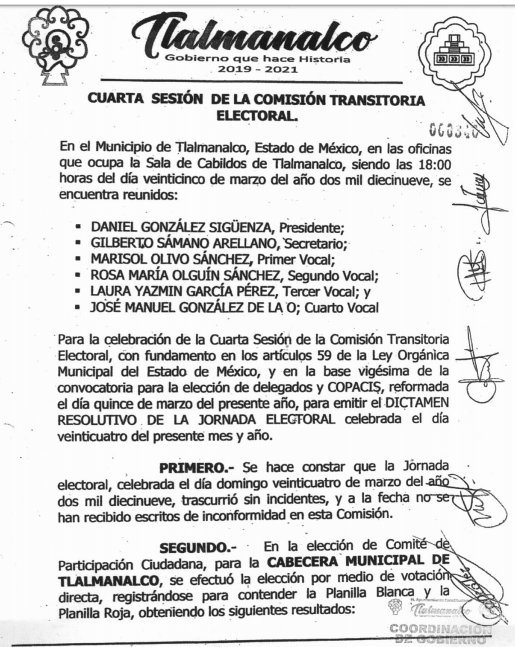 Tlalmanalco
Gobierno que hace Historia
2019 - 2021
CUARTA SESIÓN DE LA COMISIÓN TRANSITORIA
ELECTORAL.
En el Municipio de Tlalmanalco, Estado de México, en las oficinas
que ocupa la Sala de Cabildos de Tlalmanalco, siendo las 18:00
horas del día veinticinco de marzo del año dos mil diecinueve, se
encuentra reunidos:
▪ DANIEL GONZÁLEZ SIGÜENZA, Presidente;
▪ GILBERTO SÁMANO ARELLANO, Secretario;
▪ MARISOL OLIVO SÁNCHEZ, Primer Vocal;
▪ ROSA MARÍA OLGUÍN SÁNCHEZ, Segundo Vocal;
▪ LAURA YAZMIN GARCÍA PÉREZ, Tercer Vocal; y
▪ JOSÉ MANUEL GONZÁLEZ DE LA O; Cuarto Vocal
Para la celebración de la Cuarta Sesión de la Comisión Transitoria
Electoral, con fundamento en los artículos 59 de la Ley Orgánica
Municipal del Estado de México, y en la base vigésima de la
convocatoria para la elección de delegados y COPACIS, reformada
el día quince de marzo del presente año, para emitir el DICTAMEN
RESOLUTIVO DE LA JORNADA ELECTORAL celebrada el día
veinticuatro del presente mes y año.
PRIMERO.- Se hace constar que la Jornada
electoral, celebrada el día domingo veinticuatro de marzo del año
dos mil diecinueve, trascurrió sin incidentes, y a la fecha no se
han recibido escritos de inconformidad en esta Comisión.
SEGUNDO.- En la elección de Comité de
Participación Ciudadana, para la CABECERA MUNICIPAL DE
TLALMANALCO, se efectuó la elección por medio de votación
directa, registrándose para contender la Planilla Blanca y la
Planilla Roja, obteniendo los siguientes resultados:
Tlalmanalco
COORDINACIÓN
DE GOBIERNO